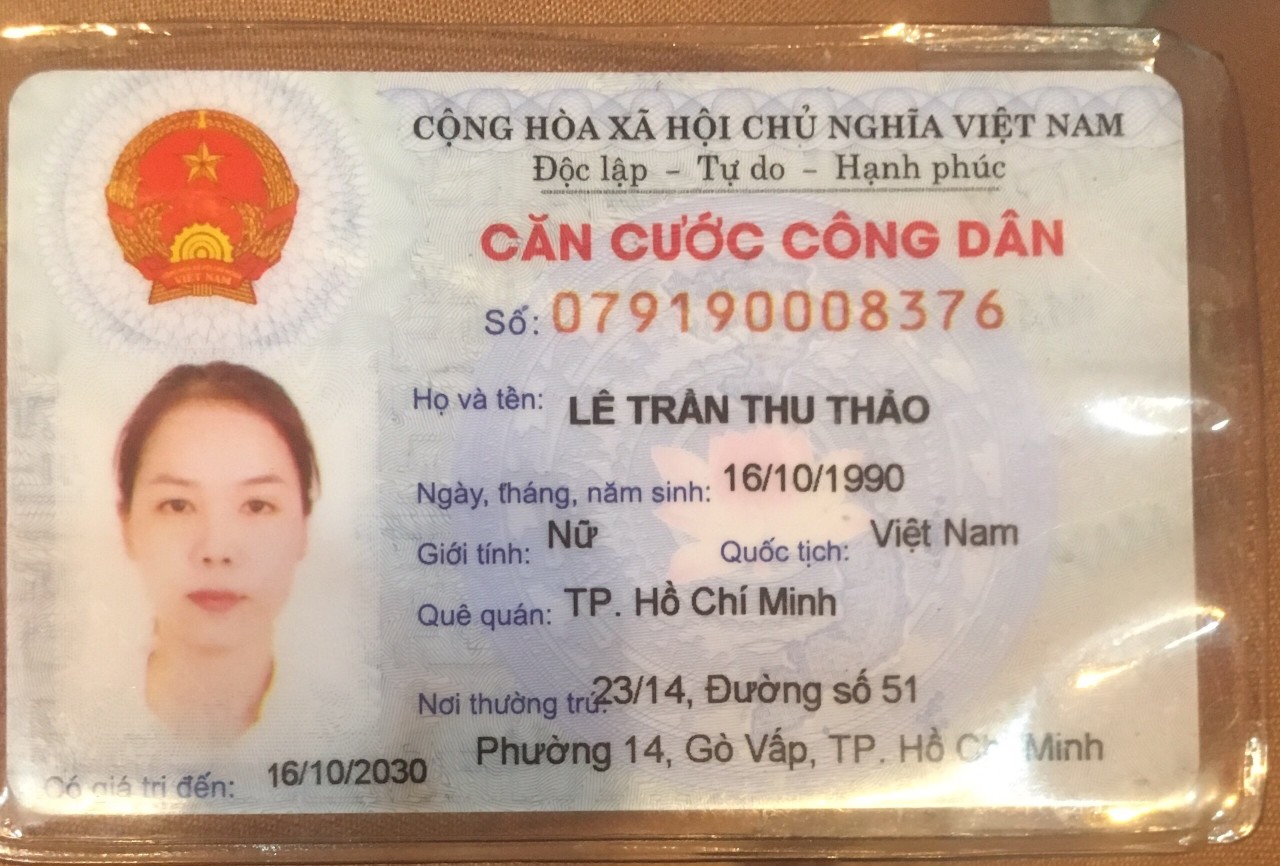 CỘNG HÒA XÃ HỘI CHỦ NGHĨA VIỆT NAM
Độc lập – Tự do – Hạnh phúc
CĂN CƯỚC CÔNG DÂN
Số: 079190008376
Họ và tên: LÊ TRẦN THU THẢO
Ngày, tháng, năm sinh: 16/10/1990
Giới tính: Nữ Quốc tịch: Việt Nam
Quê quán: TP. Hồ Chí Minh
Nơi thường trú: 23/14, Đường số 51
Phường 14, Gò Vấp, TP. Hồ Chí Minh
Có giá trị đến: 16/10/2030
VIỆT NAM